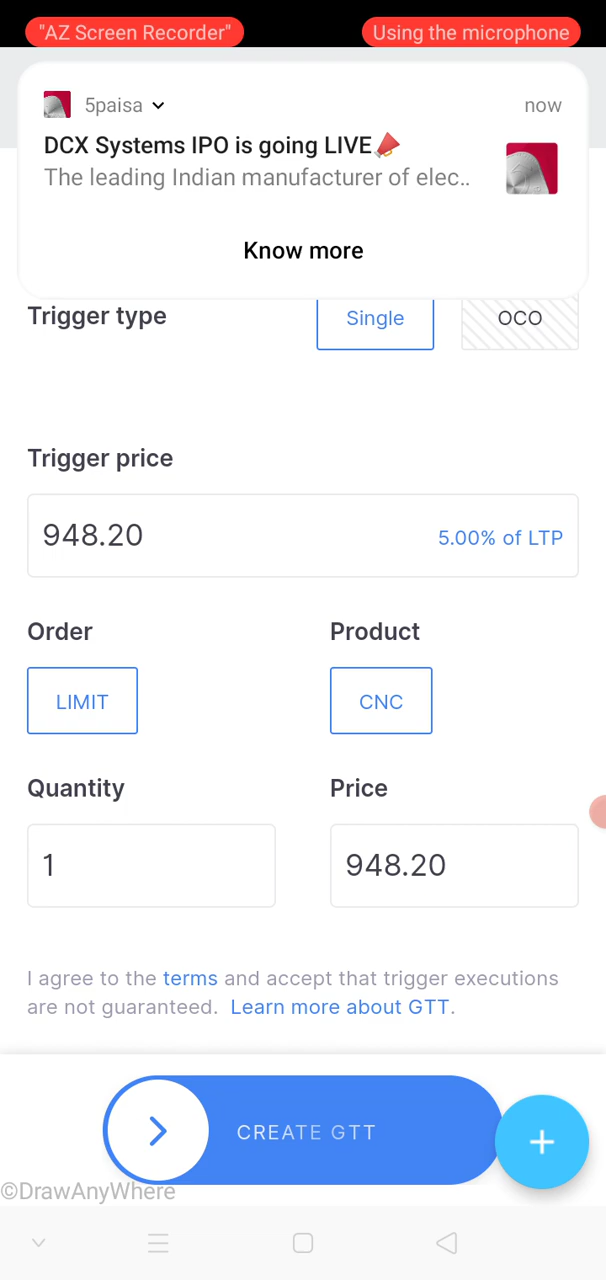 "AZ Screen Recorder"
Using the microphone
5paisa
now
DCX Systems IPO is going LIVE
The leading Indian manufacturer of elec..
Know more
Trigger type
Single
OCO
Trigger price
948.20
5.00% of LTP
Order
Product
LIMIT
CNC
Quantity
Price
1
948.20
I agree to the terms and accept that trigger executions
are not guaranteed. Learn more about GTT.
CREATE GTT
©DrawAnyWhere